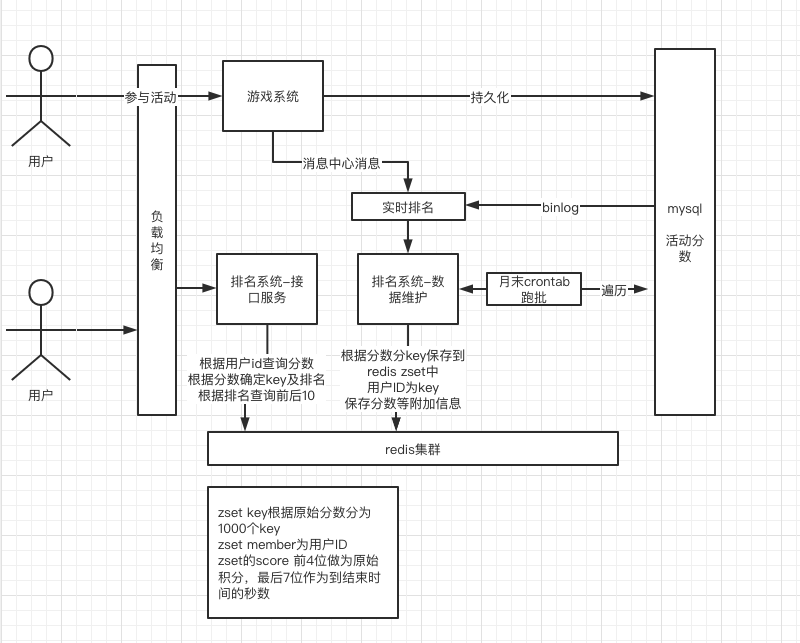 参与活动
游戏系统
持久化
用户
消息中心消息
实时排名
binlog
mysql
活动分
数
负
载
均
衡
排名系统-接
口服务
排名系统-数
据维护
月末crontab
跑批
遍历
根据用户id查询分数
根据分数确定key及排名
根据排名查询前后10
根据分数分key保存到
redis zset中
用户ID为key
保存分数等附加信息
用户
redis集群
zset key根据原始分数分为
1000个key
zset member为用户ID
zset的score 前4位做为原始
积分，最后7位作为到结束时
间的秒数